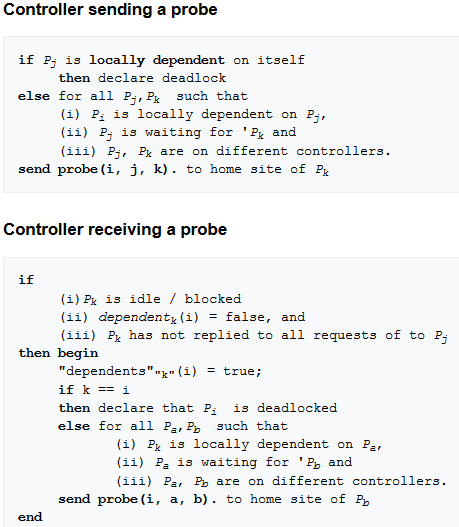 Controller sending a probe
if Pj is locally dependent on itself
then declare deadlock
else for all Pj, Pk such that
(i) Pi is locally dependent on Pj,
(ii) Pj is waiting for 'Pk and
(iii) Pj, Pk are on different controllers.
send probe(i, j, k). to home site of Pk
Controller receiving a probe
if
(i) Pk is idle / blocked
(ii) dependentk(i) = false, and
(iii) Pk has not replied to all requests of to Pj
then begin
"dependents""k"(i) = true;
if k == i
then declare that Pi is deadlocked
else for all Pa, Pb such that
(i) Pk is locally dependent on Pa,
(ii) Pa is waiting for 'Pb and
(iii) Pa, Pb are on different controllers.
send probe(i, a, b). to home site of Pb
end